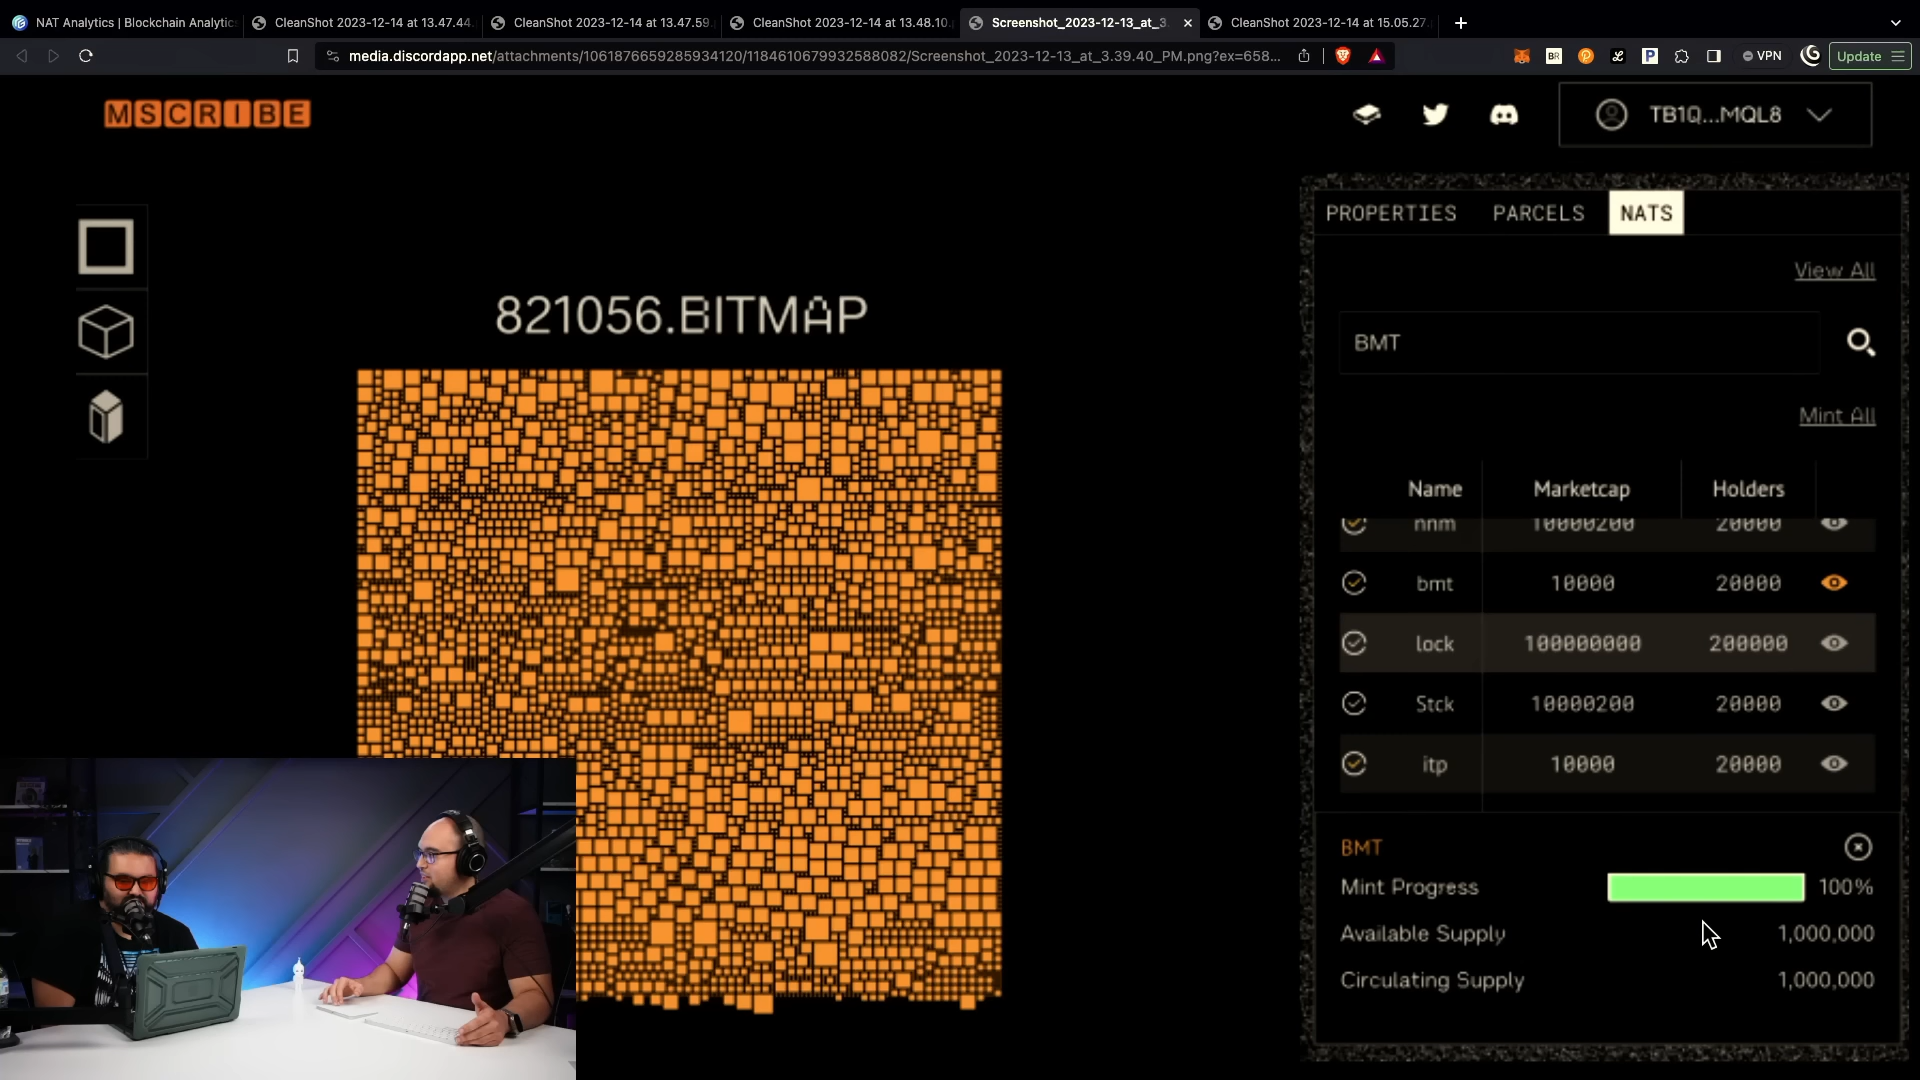 NAT Analytics | Blockchain Analytic
CleanShot 2023-12-14 at 13.47.44
CleanShot 2023-12-14 at 13.47.59
CleanShot 2023-12-14 at 13.48.10
Screenshot_2023-12-13_at_3
CleanShot 2023-12-14 at 15.05.27
media.discordapp.net/attachments/1061876659285934120/1184610679932588082/Screenshot_2023-12-13_at_3.39.40_PM.png?ex=658...
BR
P
VPN
Update
MSCRIBE
TB1Q...MQL8
PROPERTIES PARCELS NATS
View All
821056.BITMAP
BMT
Mint All
Name Marketcap Holders
nnm 10000200 20000
bmt 10000 20000
lock 100000000 200000
Stck 10000200 20000
itp 10000 20000
BMT
Mint Progress 100%
Available Supply 1,000,000
Circulating Supply 1,000,000